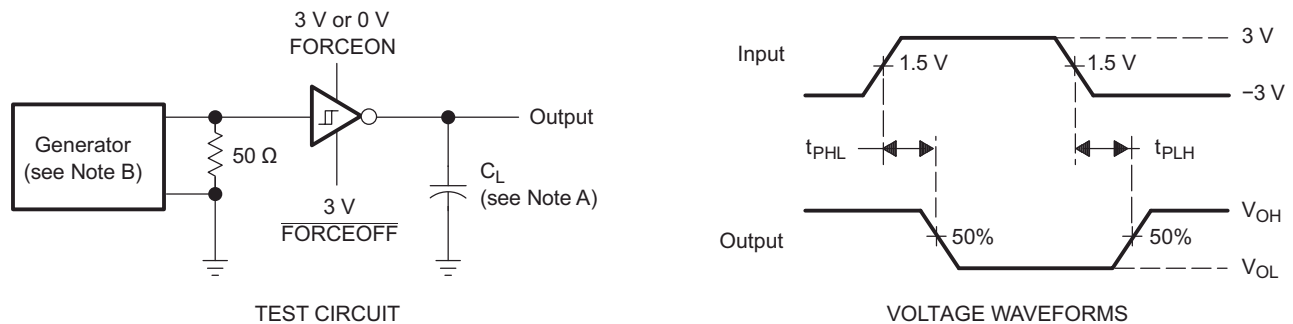 3 V or 0 V
FORCEON
Generator
(see Note B)
50 Ω
3 V
FORCEOFF
Output
C_L
(see Note A)
TEST CIRCUIT
Input
3 V
1.5 V
1.5 V
−3 V
t_PHL
t_PLH
Output
50%
50%
V_OH
V_OL
VOLTAGE WAVEFORMS